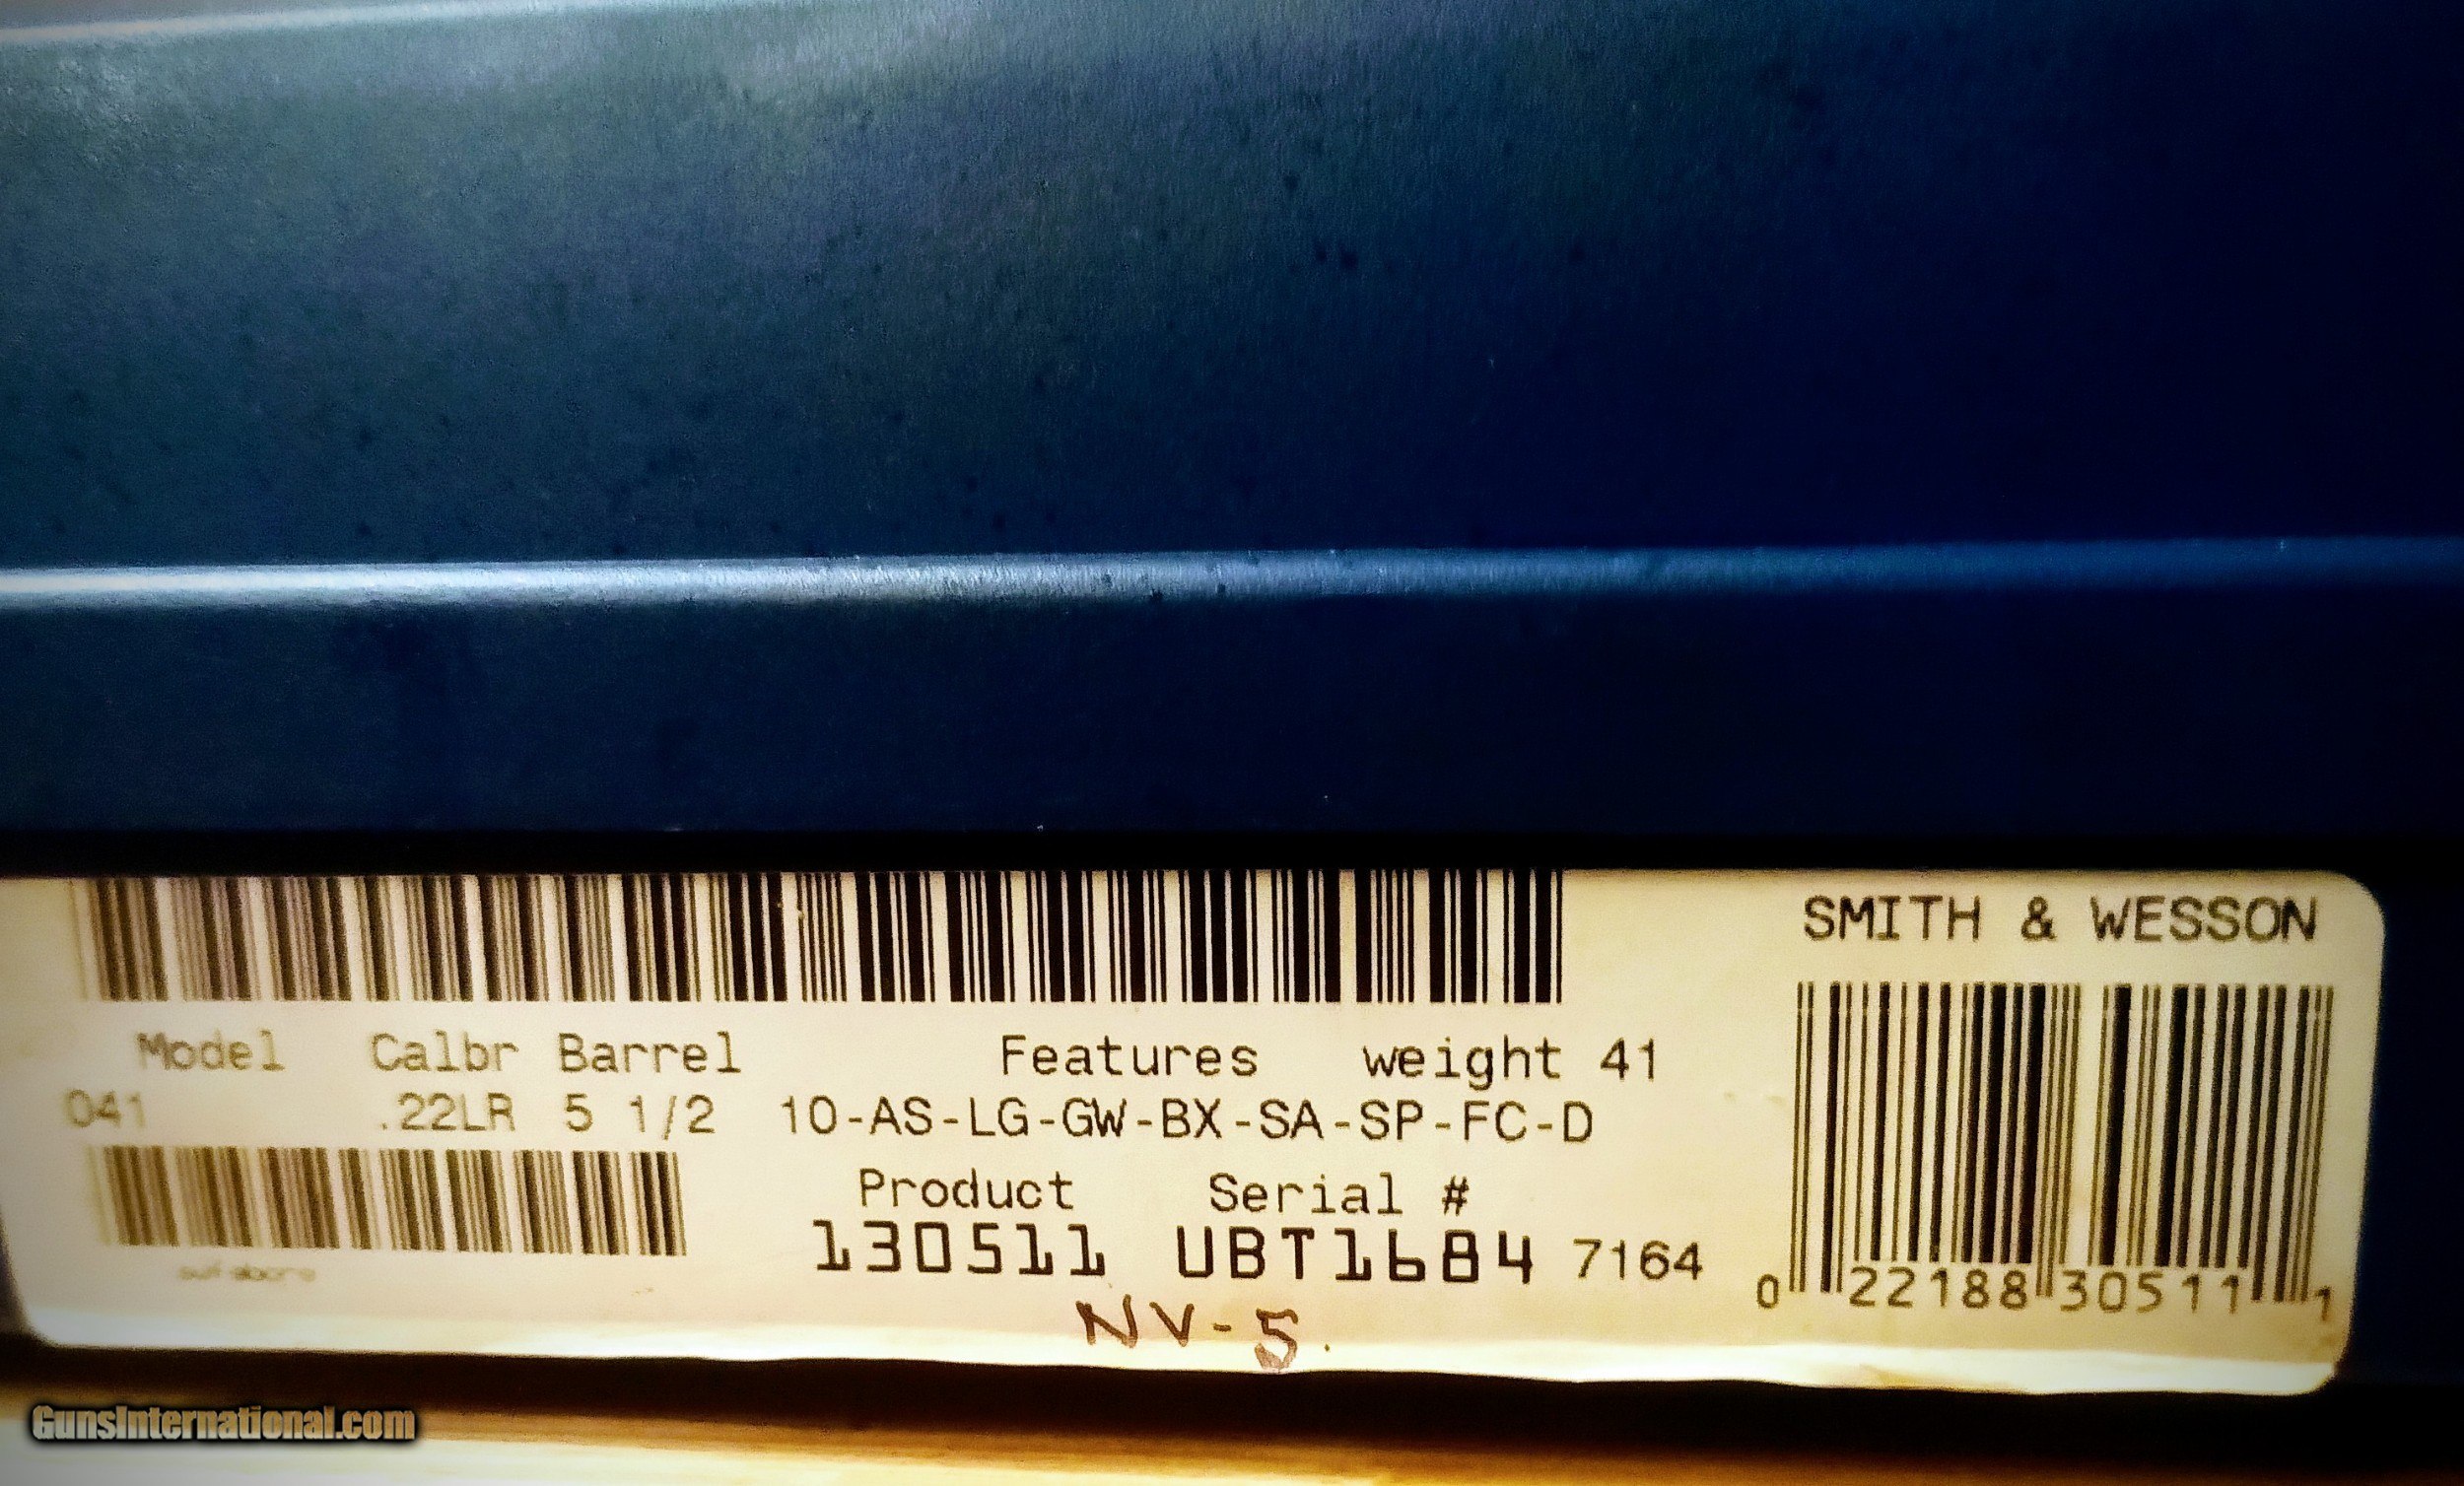 SMITH & WESSON
Model Calbr Barrel Features weight 41
041 .22LR 5 1/2 10-AS-LG-GW-BX-SA-SP-FC-D
Product Serial #
130511 UBT1684 7164
0 22188 30511 1
NV-5.
GunsInternational.com